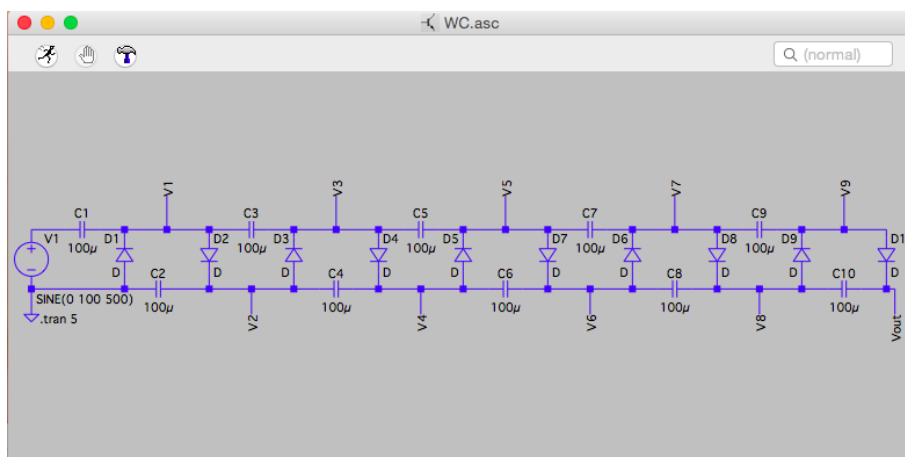 WC.asc
(normal)
V1
V3
V5
V7
V9
C1
C3
C5
C7
C9
V1
D1
D2
D3
D4
D5
D7
D6
D8
D9
D1
100µ
100µ
100µ
100µ
100µ
+
−
D
C2
D
D
C4
D
D
C6
D
D
C8
D
D
C10
D
SINE(0 100 500)
100µ
100µ
100µ
100µ
100µ
.tran 5
V2
V4
V6
V8
Vout